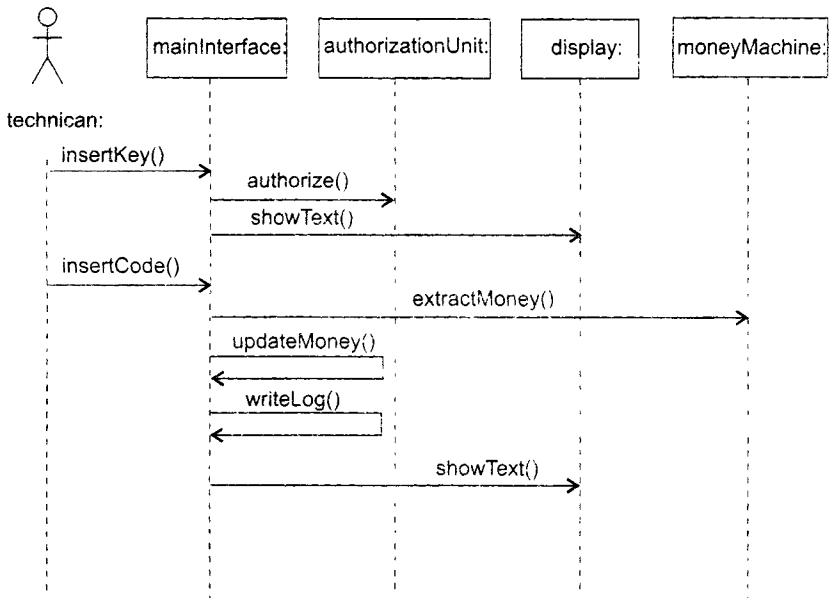 mainInterface:
authorizationUnit:
display:
moneyMachine:
technican:
insertKey()
authorize()
showText()
insertCode()
extractMoney()
updateMoney()
writeLog()
showText()